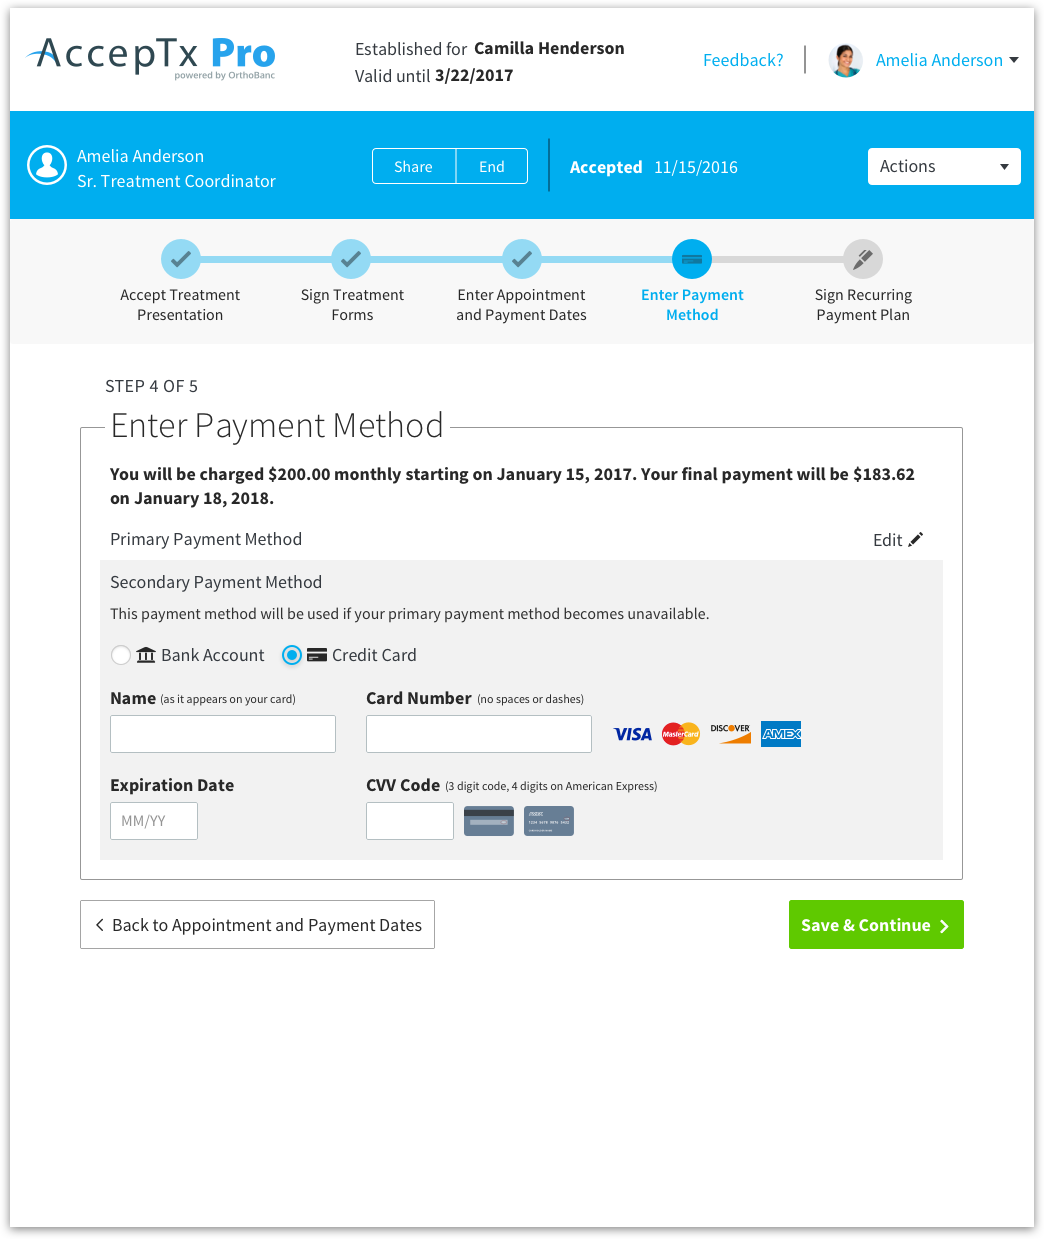 AccepTx Pro
powered by OrthoBanc
Established for Camilla Henderson
Valid until 3/22/2017
Feedback?
Amelia Anderson
Amelia Anderson
Sr. Treatment Coordinator
Share
End
Accepted 11/15/2016
Actions
Accept Treatment
Presentation
Sign Treatment
Forms
Enter Appointment
and Payment Dates
Enter Payment
Method
Sign Recurring
Payment Plan
STEP 4 OF 5
Enter Payment Method
You will be charged $200.00 monthly starting on January 15, 2017. Your final payment will be $183.62
on January 18, 2018.
Primary Payment Method
Edit
Secondary Payment Method
This payment method will be used if your primary payment method becomes unavailable.
Bank Account
Credit Card
Name (as it appears on your card)
Card Number (no spaces or dashes)
VISA
MasterCard
DISCOVER
AMEX
Expiration Date
CVV Code (3 digit code, 4 digits on American Express)
MM/YY
Back to Appointment and Payment Dates
Save & Continue